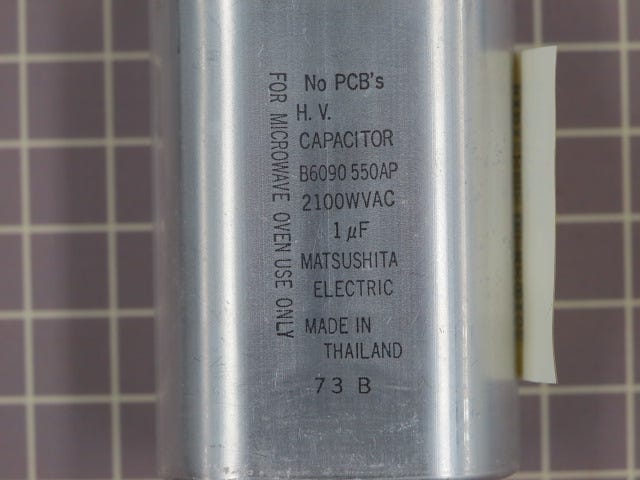 No PCB's
H. V.
CAPACITOR
B6090 550AP
2100WVAC
1 µF
MATSUSHITA
ELECTRIC
MADE IN
THAILAND
73 B
FOR MICROWAVE OVEN USE ONLY